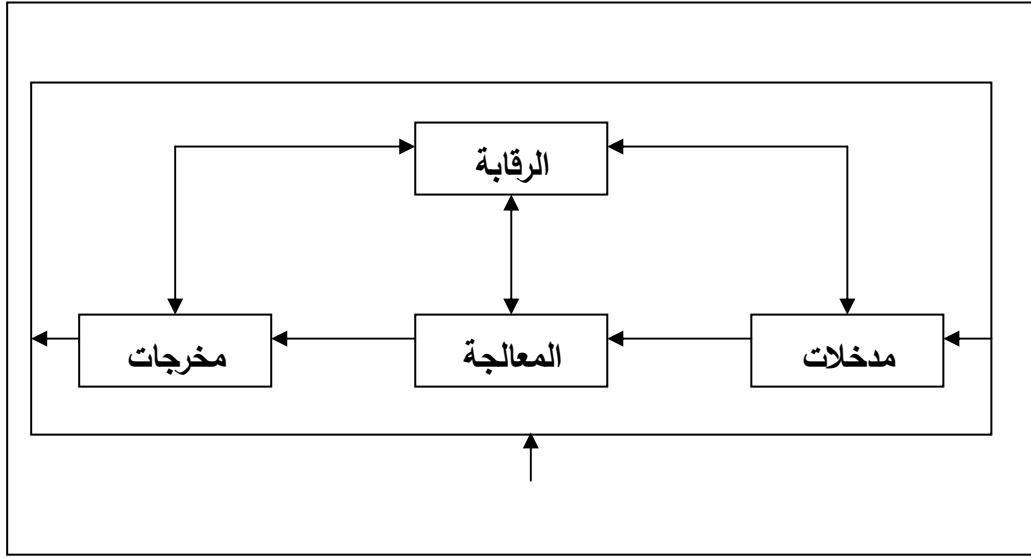 الرقابة
مدخلات
المعالجة
مخرجات